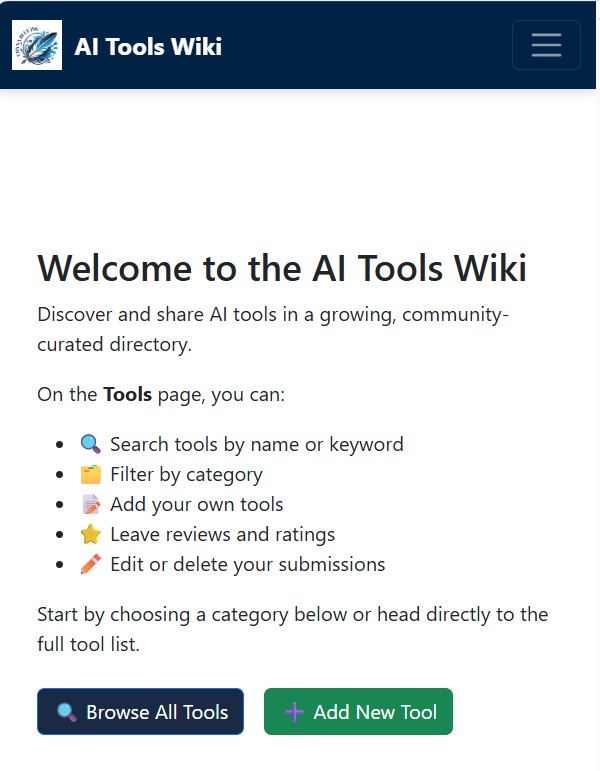 AI Tools Wiki
Welcome to the AI Tools Wiki
Discover and share AI tools in a growing, community-
curated directory.
On the Tools page, you can:
Search tools by name or keyword
Filter by category
Add your own tools
Leave reviews and ratings
Edit or delete your submissions
Start by choosing a category below or head directly to the
full tool list.
Browse All Tools
Add New Tool